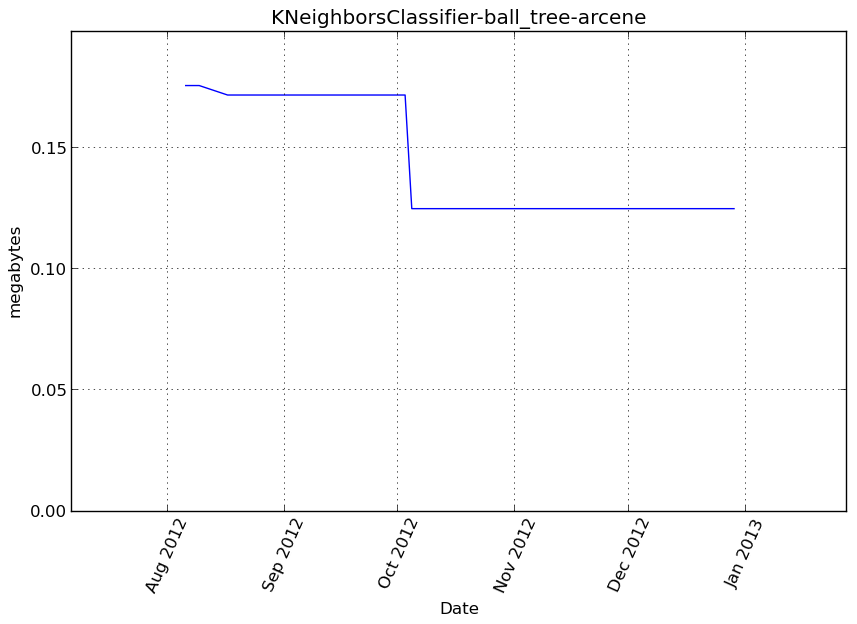 KNeighborsClassifier-ball_tree-arcene
megabytes
0.15
0.10
0.05
0.00
Aug 2012
Sep 2012
Oct 2012
Nov 2012
Dec 2012
Jan 2013
Date